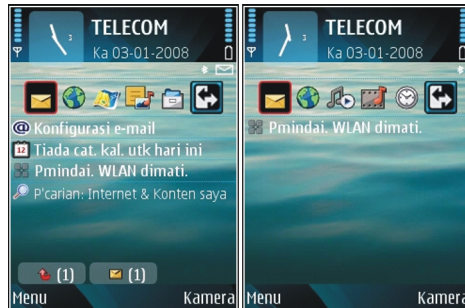 TELECOM
Ka 03-01-2008
@ Konfigurasi e-mail
12 Tiada cat. kal. utk hari ini
Pmindai. WLAN dimati.
P'carian: Internet & Konten saya
(1) (1)
Menu Kamera
TELECOM
Ka 03-01-2008
Pmindai. WLAN dimati.
Menu Kamera